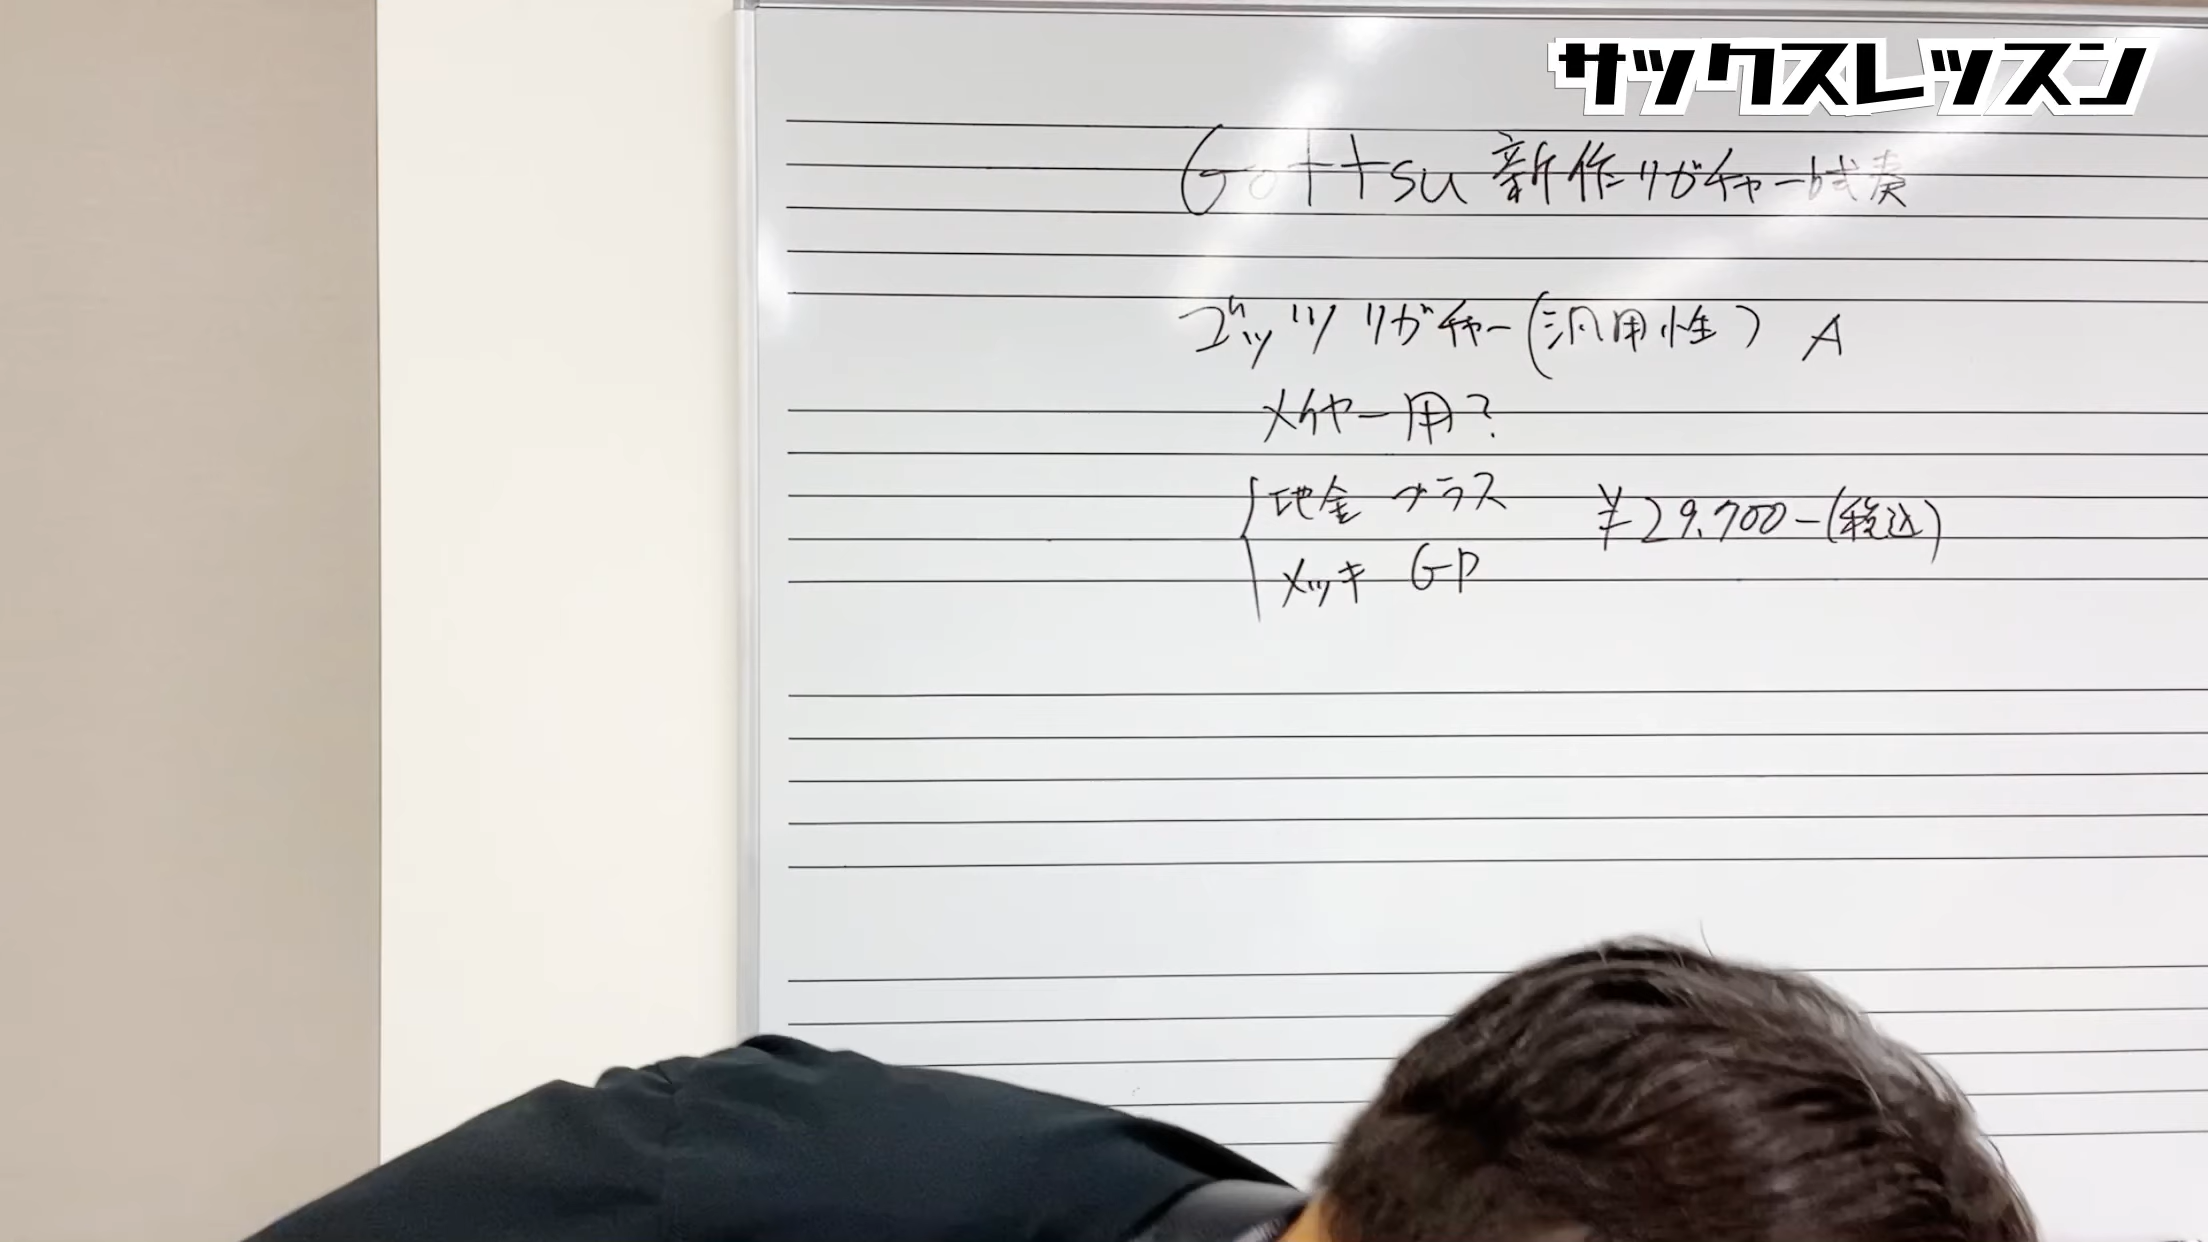 サックスレッスン
Gottsu 新作リガチャー試奏
ゴッツ リガチャー(汎用性) A
メイヤー用?
地金 ブラス ¥29.700-(税込)
メッキ GP